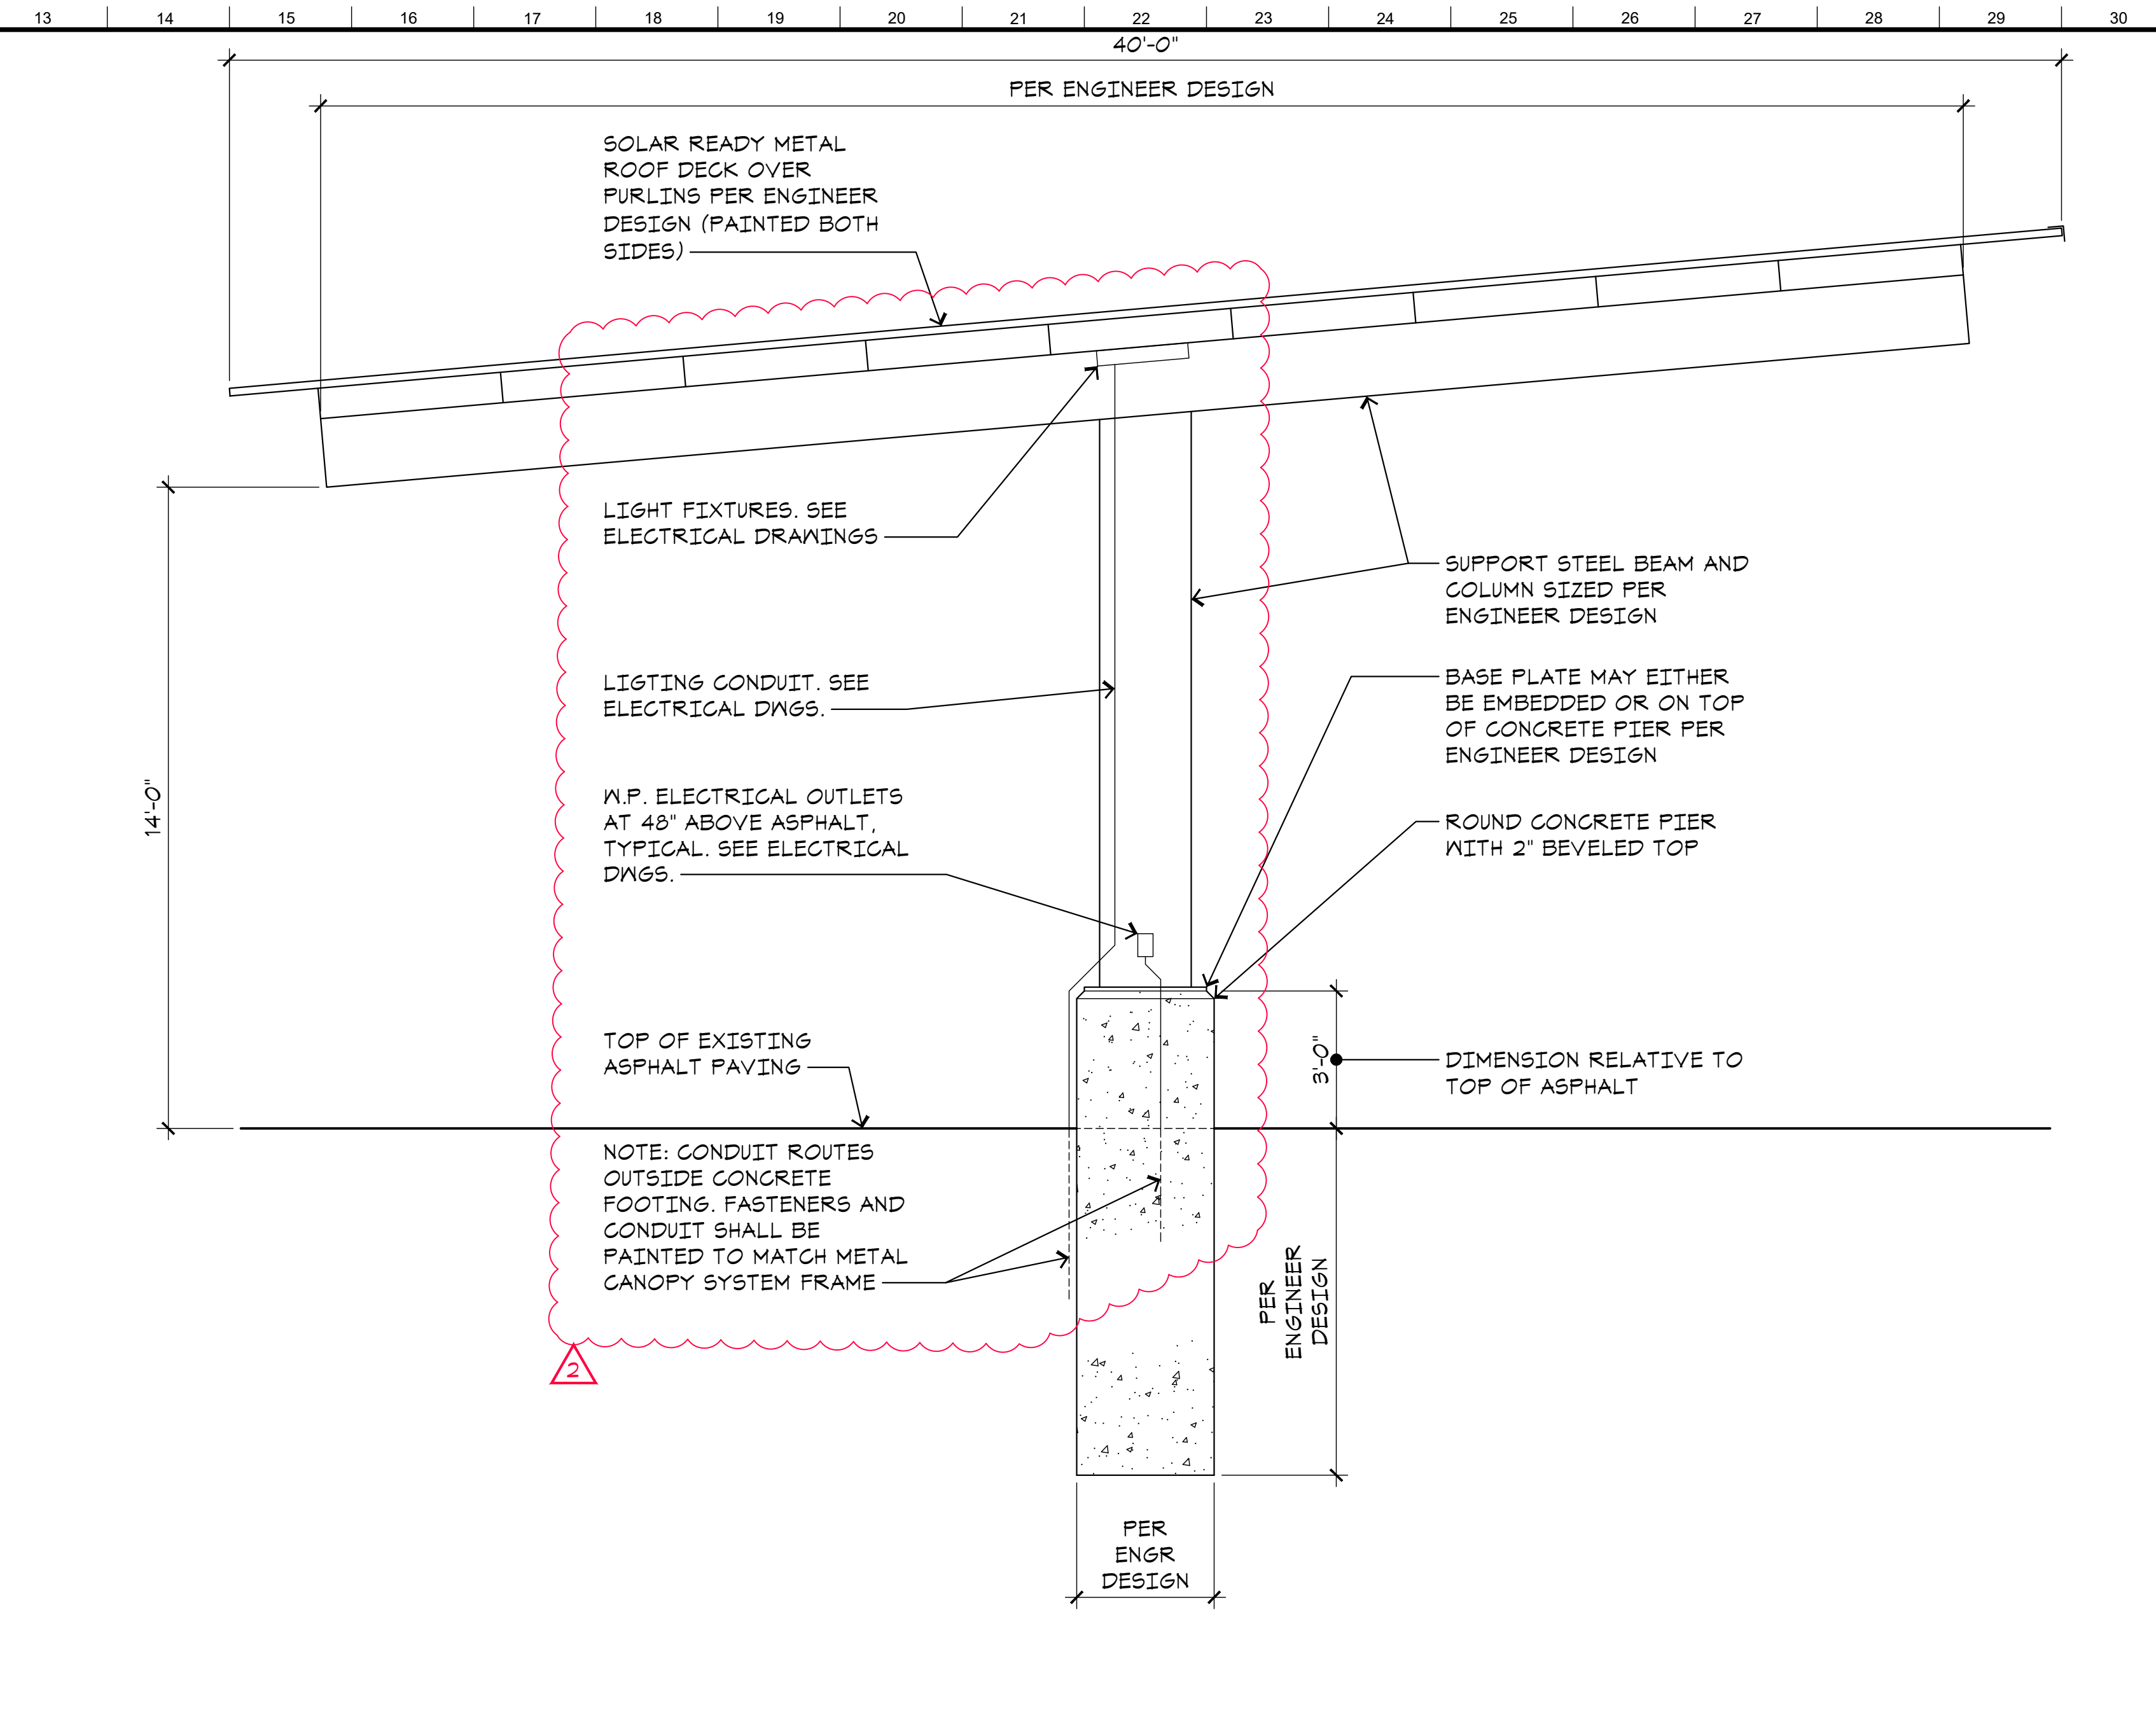 13 14 15 16 17 18 19 20 21 22 23 24 25 26 27 28 29 30
40'-0"
PER ENGINEER DESIGN
SOLAR READY METAL
ROOF DECK OVER
PURLINS PER ENGINEER
DESIGN (PAINTED BOTH
SIDES)
LIGHT FIXTURES. SEE
ELECTRICAL DRAWINGS
SUPPORT STEEL BEAM AND
COLUMN SIZED PER
ENGINEER DESIGN
LIGTING CONDUIT. SEE
ELECTRICAL DWGS.
BASE PLATE MAY EITHER
BE EMBEDDED OR ON TOP
OF CONCRETE PIER PER
ENGINEER DESIGN
14'-0"
W.P. ELECTRICAL OUTLETS
AT 48" ABOVE ASPHALT,
TYPICAL. SEE ELECTRICAL
DWGS.
ROUND CONCRETE PIER
WITH 2" BEVELED TOP
TOP OF EXISTING
ASPHALT PAVING
3'-0"
DIMENSION RELATIVE TO
TOP OF ASPHALT
NOTE: CONDUIT ROUTES
OUTSIDE CONCRETE
FOOTING. FASTENERS AND
CONDUIT SHALL BE
PAINTED TO MATCH METAL
CANOPY SYSTEM FRAME
PER
ENGINEER
DESIGN
2
PER
ENGR
DESIGN